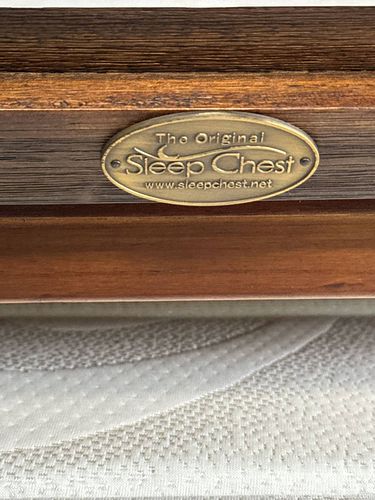 The Original
Sleep Chest
www.sleepchest.net